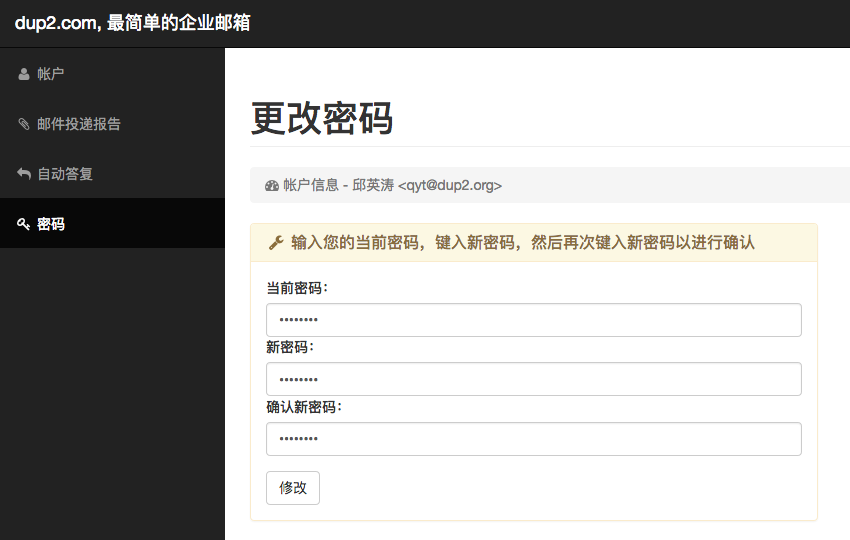 dup2.com, 最简单的企业邮箱
帐户
邮件投递报告
自动答复
密码
更改密码
帐户信息 - 邱英涛 <qyt@dup2.org>
输入您的当前密码，键入新密码，然后再次键入新密码以进行确认
当前密码：
••••••••
新密码：
••••••••
确认新密码：
••••••••
修改